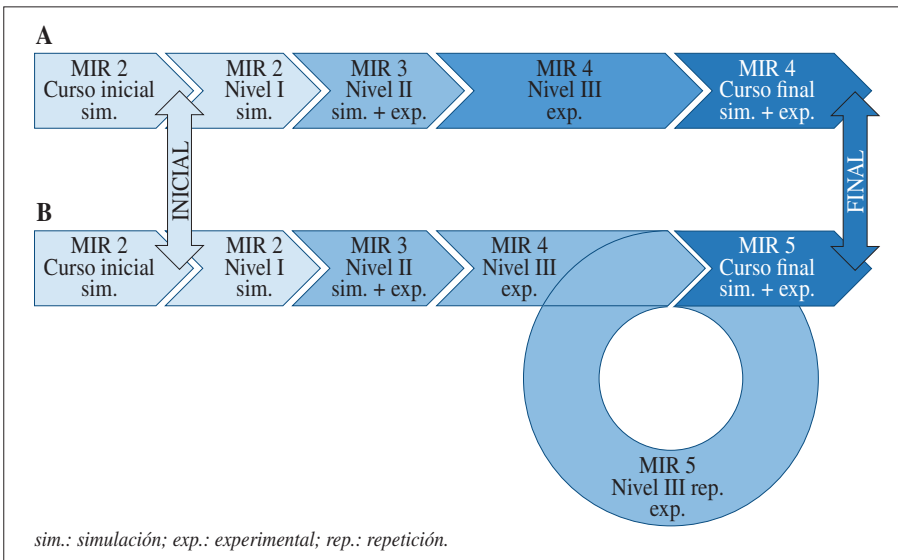 A
MIR 2
Curso inicial
sim.
MIR 2
Nivel I
sim.
MIR 3
Nivel II
sim. + exp.
MIR 4
Nivel III
exp.
MIR 4
Curso final
sim. + exp.
INICIAL
FINAL
B
MIR 2
Curso inicial
sim.
MIR 2
Nivel I
sim.
MIR 3
Nivel II
sim. + exp.
MIR 4
Nivel III
exp.
MIR 5
Curso final
sim. + exp.
MIR 5
Nivel III rep.
exp.
sim.: simulación; exp.: experimental; rep.: repetición.